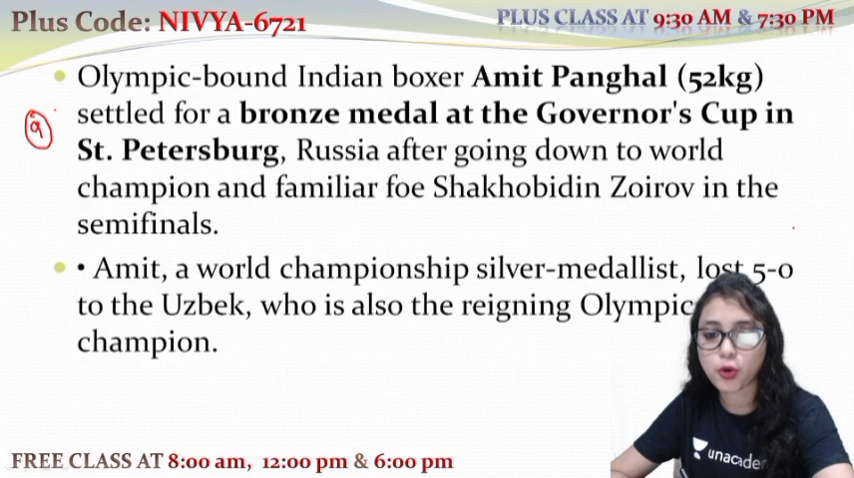 Plus Code: NIVYA-6721
PLUS CLASS AT 9:30 AM & 7:30 PM
• Olympic-bound Indian boxer Amit Panghal (52kg)
settled for a bronze medal at the Governor's Cup in
9
St. Petersburg, Russia after going down to world
champion and familiar foe Shakhobidin Zoirov in the
semifinals.
• • Amit, a world championship silver-medallist, lost 5-0
to the Uzbek, who is also the reigning Olympic
champion.
unacade
FREE CLASS AT 8:00 am, 12:00 pm & 6:00 pm